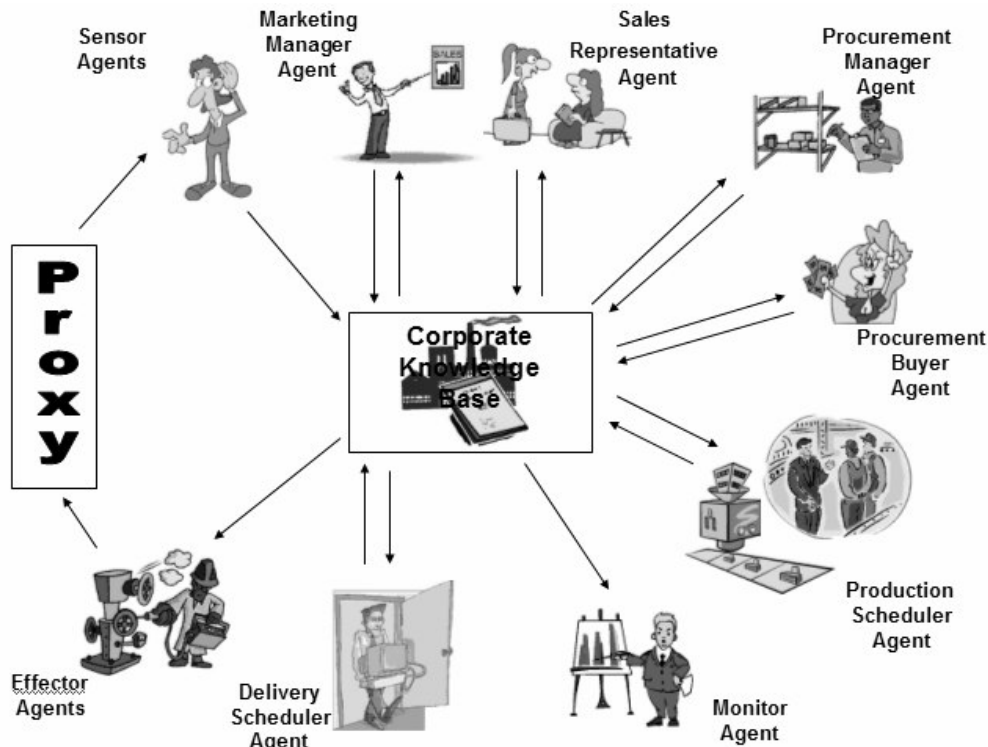 Sensor
Agents
Marketing
Manager
Agent
SALES
Sales
Representative
Agent
Procurement
Manager
Agent
Proxy
Corporate
Knowledge
Base
Procurement
Buyer
Agent
Production
Scheduler
Agent
Effector
Agents
Delivery
Scheduler
Agent
Monitor
Agent